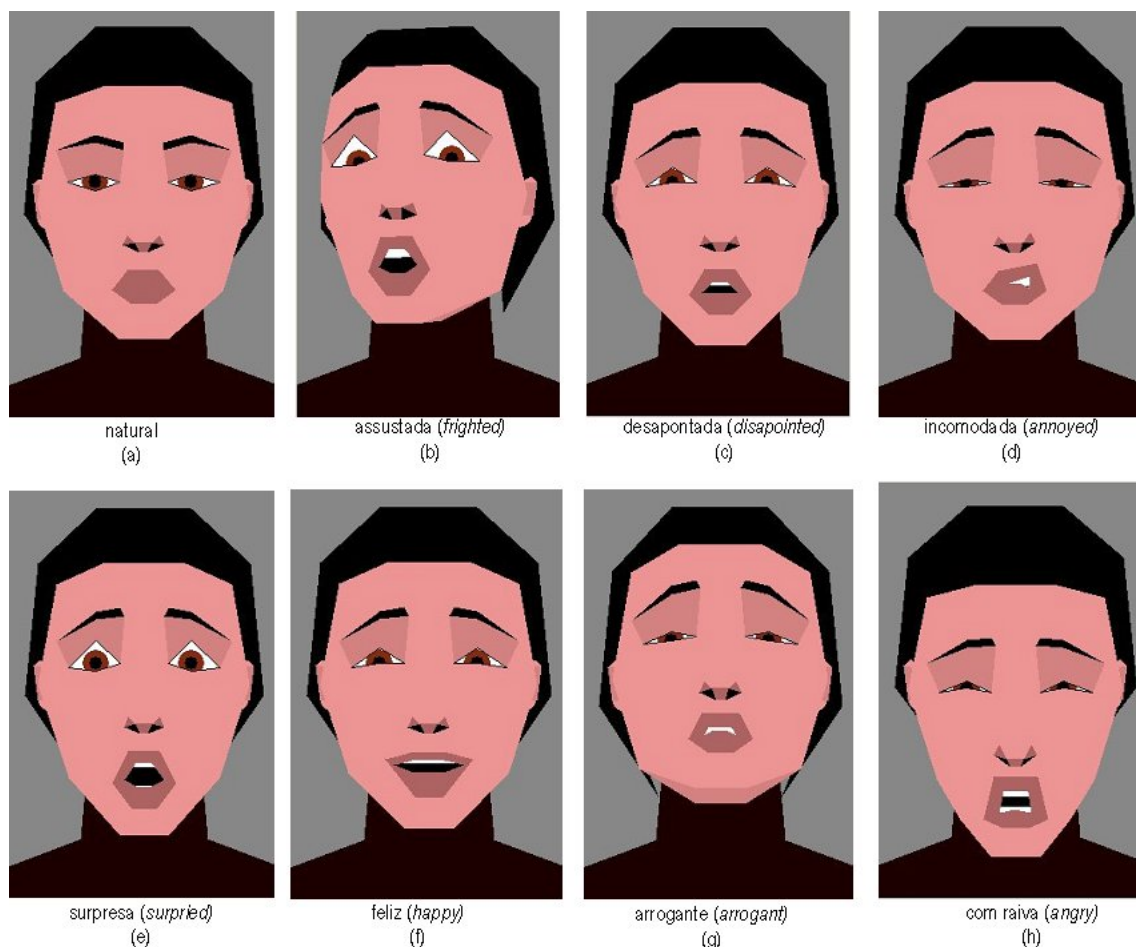 natural
(a)
assustada (frighted)
(b)
desapontada (disapointed)
(c)
incomodada (annoyed)
(d)
surpresa (surpried)
(e)
feliz (happy)
(f)
arrogante (arrogant)
(g)
com raiva (angry)
(h)